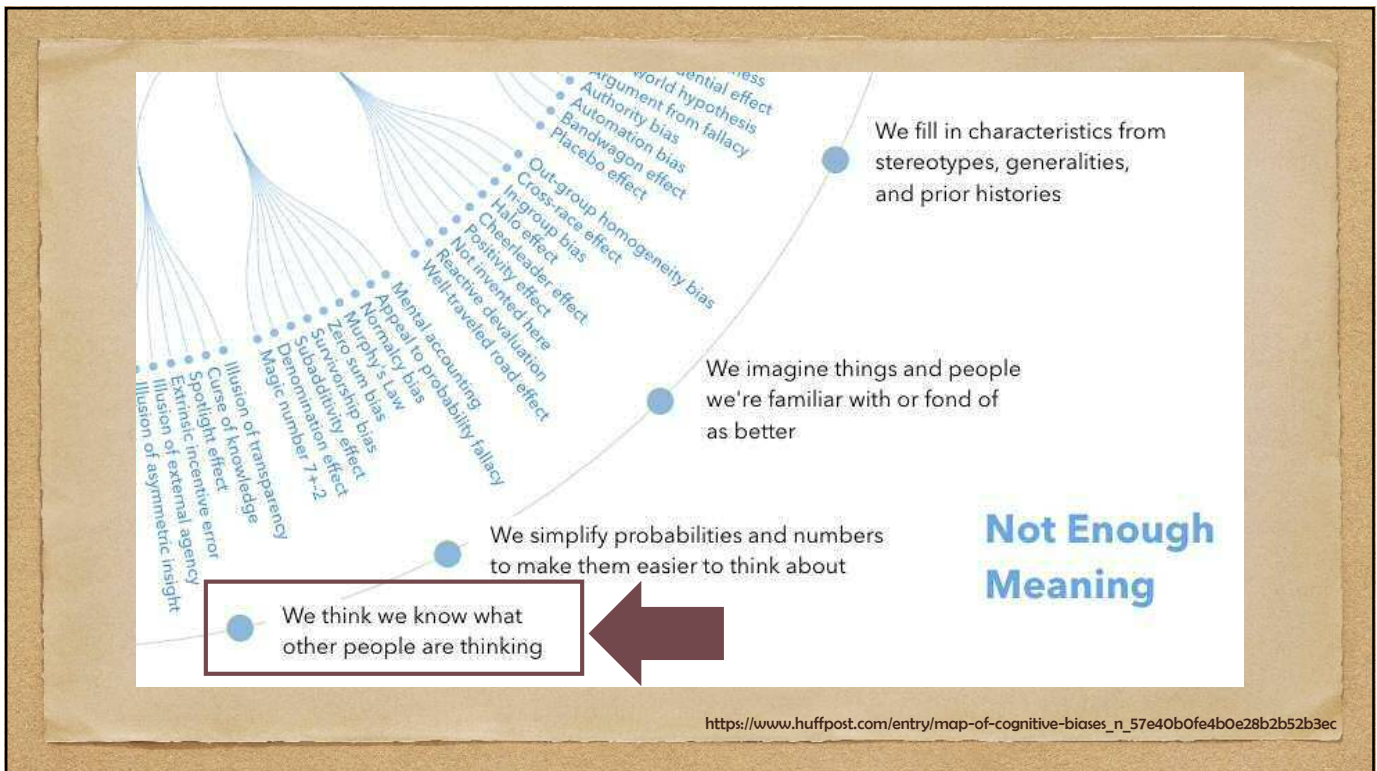 ness
ential effect
world hypothesis
Argument from fallacy
Authority bias
Automation bias
Bandwagon effect
Placebo effect
Out-group homogeneity bias
Cross-race effect
In-group bias
Halo effect
Cheerleader effect
Positivity effect
Not invented here
Reactive devaluation
Well-traveled road effect
Mental accounting
Appeal to probability fallacy
Normalcy bias
Murphy's Law
Zero sum bias
Survivorship bias
Subadditivity effect
Denomination effect
Magic number 7+-2
Illusion of transparency
Curse of knowledge
Spotlight effect
Extrinsic incentive error
Illusion of external agency
Illusion of asymmetric insight
We fill in characteristics from
stereotypes, generalities,
and prior histories
We imagine things and people
we're familiar with or fond of
as better
We simplify probabilities and numbers
to make them easier to think about
We think we know what
other people are thinking
Not Enough
Meaning
https://www.huffpost.com/entry/map-of-cognitive-biases_n_57e40b0fe4b0e28b2b52b3ec